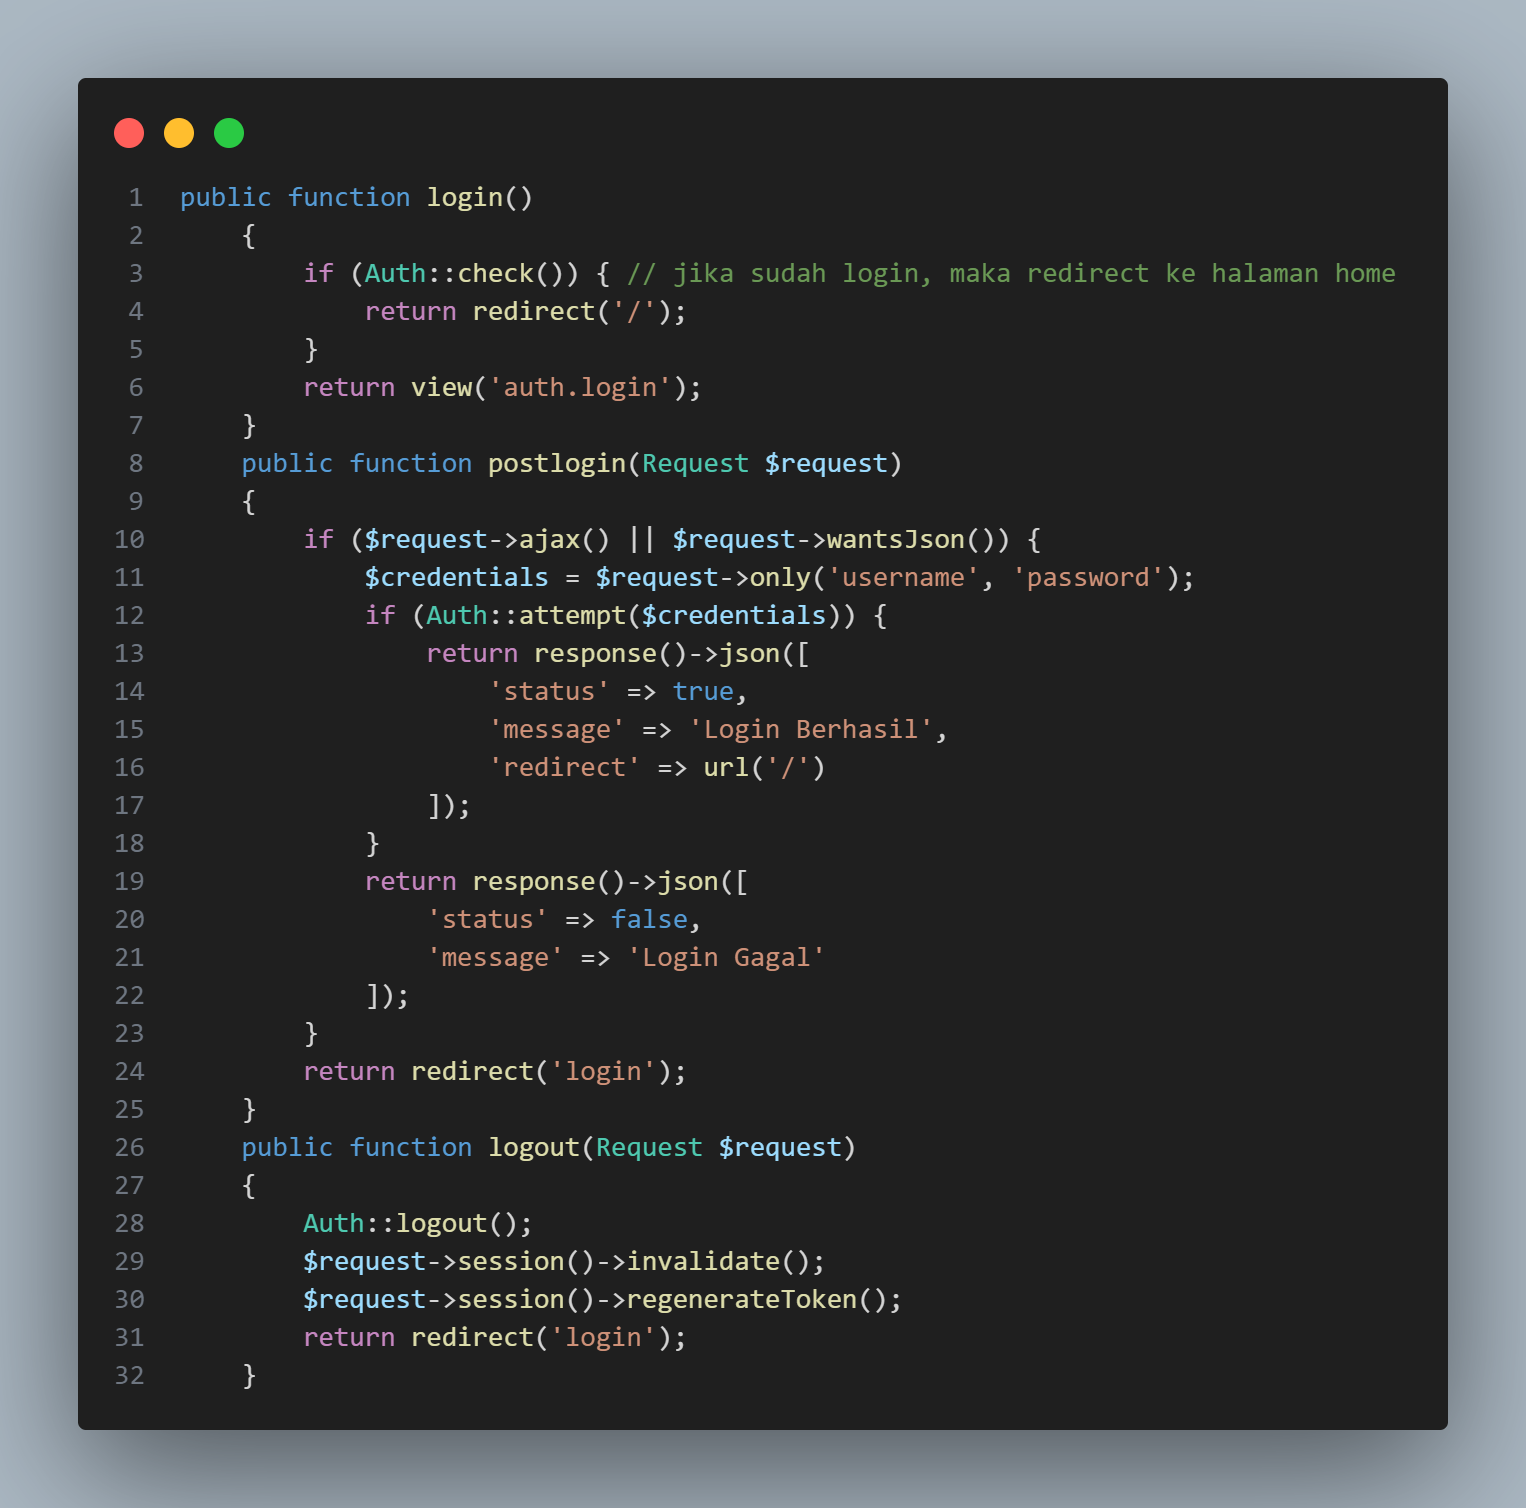 1 public function login()
2     {
3         if (Auth::check()) { // jika sudah login, maka redirect ke halaman home
4             return redirect('/');
5         }
6         return view('auth.login');
7     }
8     public function postlogin(Request $request)
9     {
10         if ($request->ajax() || $request->wantsJson()) {
11             $credentials = $request->only('username', 'password');
12             if (Auth::attempt($credentials)) {
13                 return response()->json([
14                     'status' => true,
15                     'message' => 'Login Berhasil',
16                     'redirect' => url('/')
17                 ]);
18             }
19             return response()->json([
20                 'status' => false,
21                 'message' => 'Login Gagal'
22             ]);
23         }
24         return redirect('login');
25     }
26     public function logout(Request $request)
27     {
28         Auth::logout();
29         $request->session()->invalidate();
30         $request->session()->regenerateToken();
31         return redirect('login');
32     }